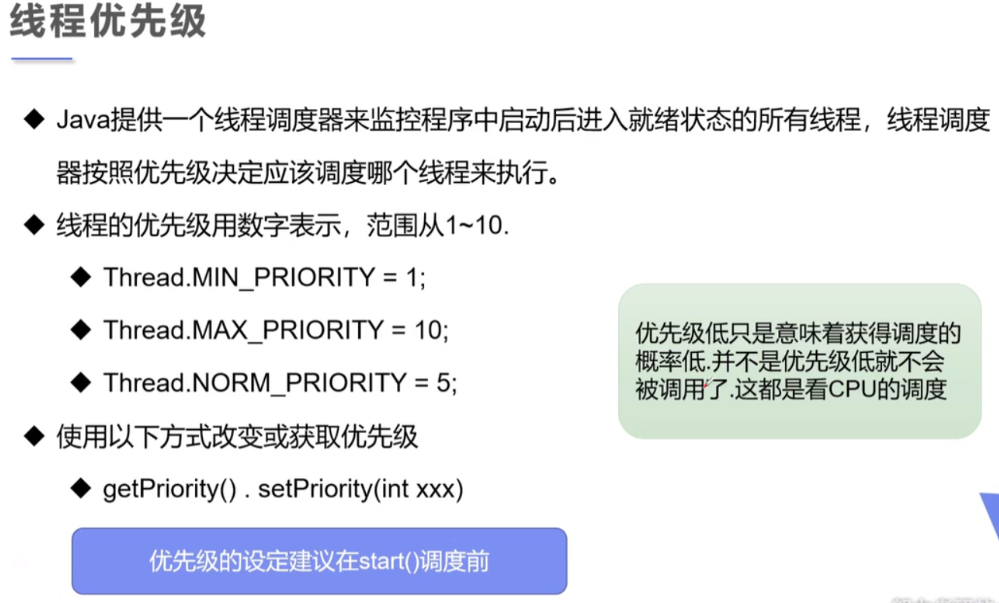 线程优先级
Java提供一个线程调度器来监控程序中启动后进入就绪状态的所有线程，线程调度
器按照优先级决定应该调度哪个线程来执行。
线程的优先级用数字表示，范围从1~10.
Thread.MIN_PRIORITY = 1;
Thread.MAX_PRIORITY = 10;
Thread.NORM_PRIORITY = 5;
优先级低只是意味着获得调度的
概率低.并不是优先级低就不会
被调用了.这都是看CPU的调度
使用以下方式改变或获取优先级
getPriority() . setPriority(int xxx)
优先级的设定建议在start()调度前